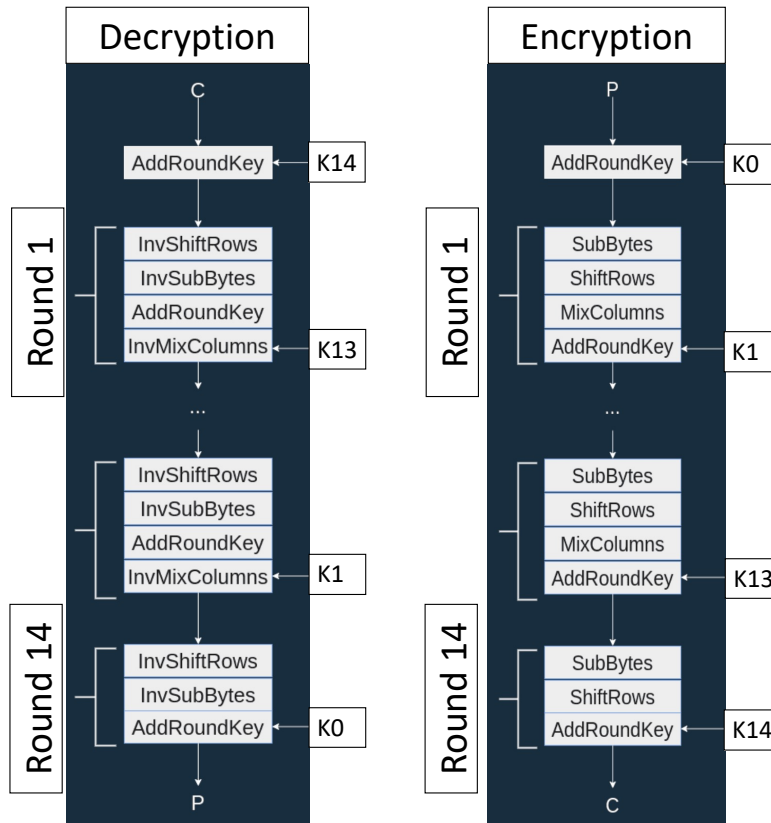 Decryption
C
AddRoundKey
K14
Round 1
InvShiftRows
InvSubBytes
AddRoundKey
InvMixColumns
K13
...
InvShiftRows
InvSubBytes
AddRoundKey
InvMixColumns
K1
Round 14
InvShiftRows
InvSubBytes
AddRoundKey
K0
P
Encryption
P
AddRoundKey
K0
Round 1
SubBytes
ShiftRows
MixColumns
AddRoundKey
K1
...
SubBytes
ShiftRows
MixColumns
AddRoundKey
K13
Round 14
SubBytes
ShiftRows
AddRoundKey
K14
C